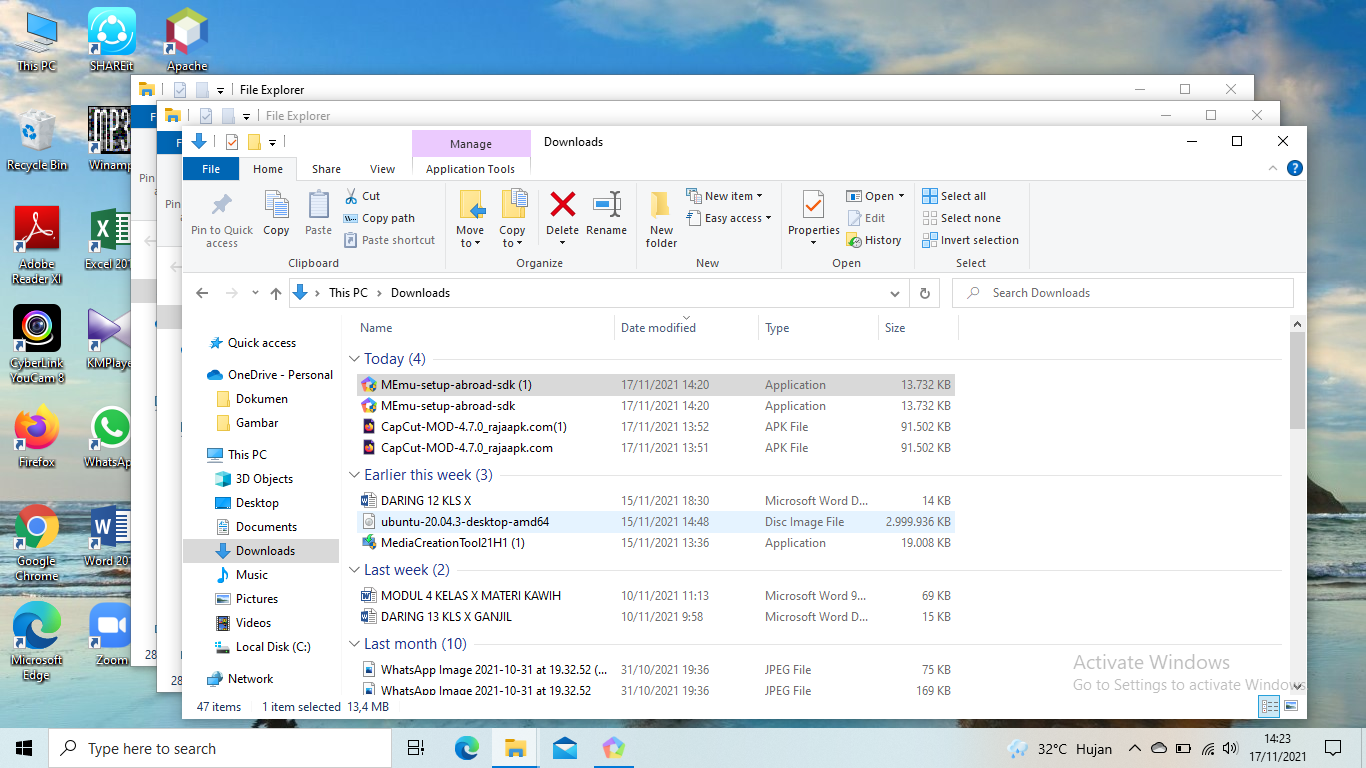 This PC
SHAREit
Apache
Recycle Bin
Winamp
Adobe
Reader XI
Excel 201
CyberLink
YouCam 8
KMPlaye
Firefox
WhatsAp
Google
Chrome
Word 201
Microsoft
Edge
Zoom
File Explorer
File Explorer
Manage
Downloads
File
Home
Share
View
Application Tools
Pin to Quick
access
Copy
Paste
Cut
Copy path
Paste shortcut
Clipboard
Move
to
Copy
to
Delete
Rename
Organize
New
folder
New item
Easy access
New
Properties
Open
Edit
History
Open
Select all
Select none
Invert selection
Select
This PC > Downloads
Search Downloads
Quick access
OneDrive - Personal
Dokumen
Gambar
This PC
3D Objects
Desktop
Documents
Downloads
Music
Pictures
Videos
Local Disk (C:)
Network
Name Date modified Type Size
Today (4)
MEmu-setup-abroad-sdk (1) 17/11/2021 14:20 Application 13.732 KB
MEmu-setup-abroad-sdk 17/11/2021 14:20 Application 13.732 KB
CapCut-MOD-4.7.0_rajaapk.com(1) 17/11/2021 13:52 APK File 91.502 KB
CapCut-MOD-4.7.0_rajaapk.com 17/11/2021 13:51 APK File 91.502 KB
Earlier this week (3)
DARING 12 KLS X 15/11/2021 18:30 Microsoft Word D... 14 KB
ubuntu-20.04.3-desktop-amd64 15/11/2021 14:48 Disc Image File 2.999.936 KB
MediaCreationTool21H1 (1) 15/11/2021 13:36 Application 19.008 KB
Last week (2)
MODUL 4 KELAS X MATERI KAWIH 10/11/2021 11:13 Microsoft Word 9... 69 KB
DARING 13 KLS X GANJIL 10/11/2021 9:58 Microsoft Word D... 15 KB
Last month (10)
WhatsApp Image 2021-10-31 at 19.32.52 (... 31/10/2021 19:36 JPEG File 75 KB
WhatsApp Image 2021-10-31 at 19.32.52 31/10/2021 19:36 JPEG File 169 KB
47 items 1 item selected 13,4 MB
Activate Windows
Go to Settings to activate Windows.
Type here to search
32°C Hujan
14:23
17/11/2021